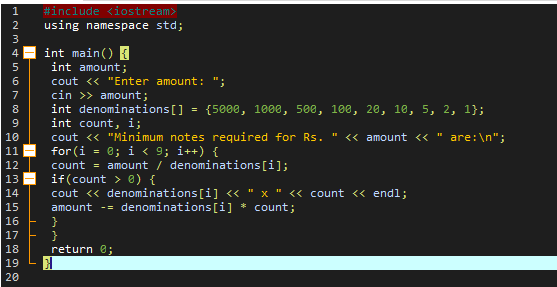 1 #include <iostream>
2 using namespace std;
3
4 int main() {
5 int amount;
6 cout << "Enter amount: ";
7 cin >> amount;
8 int denominations[] = {5000, 1000, 500, 100, 20, 10, 5, 2, 1};
9 int count, i;
10 cout << "Minimum notes required for Rs. " << amount << " are:\n";
11 for(i = 0; i < 9; i++) {
12 count = amount / denominations[i];
13 if(count > 0) {
14 cout << denominations[i] << " x " << count << endl;
15 amount -= denominations[i] * count;
16 }
17 }
18 return 0;
19 }
20